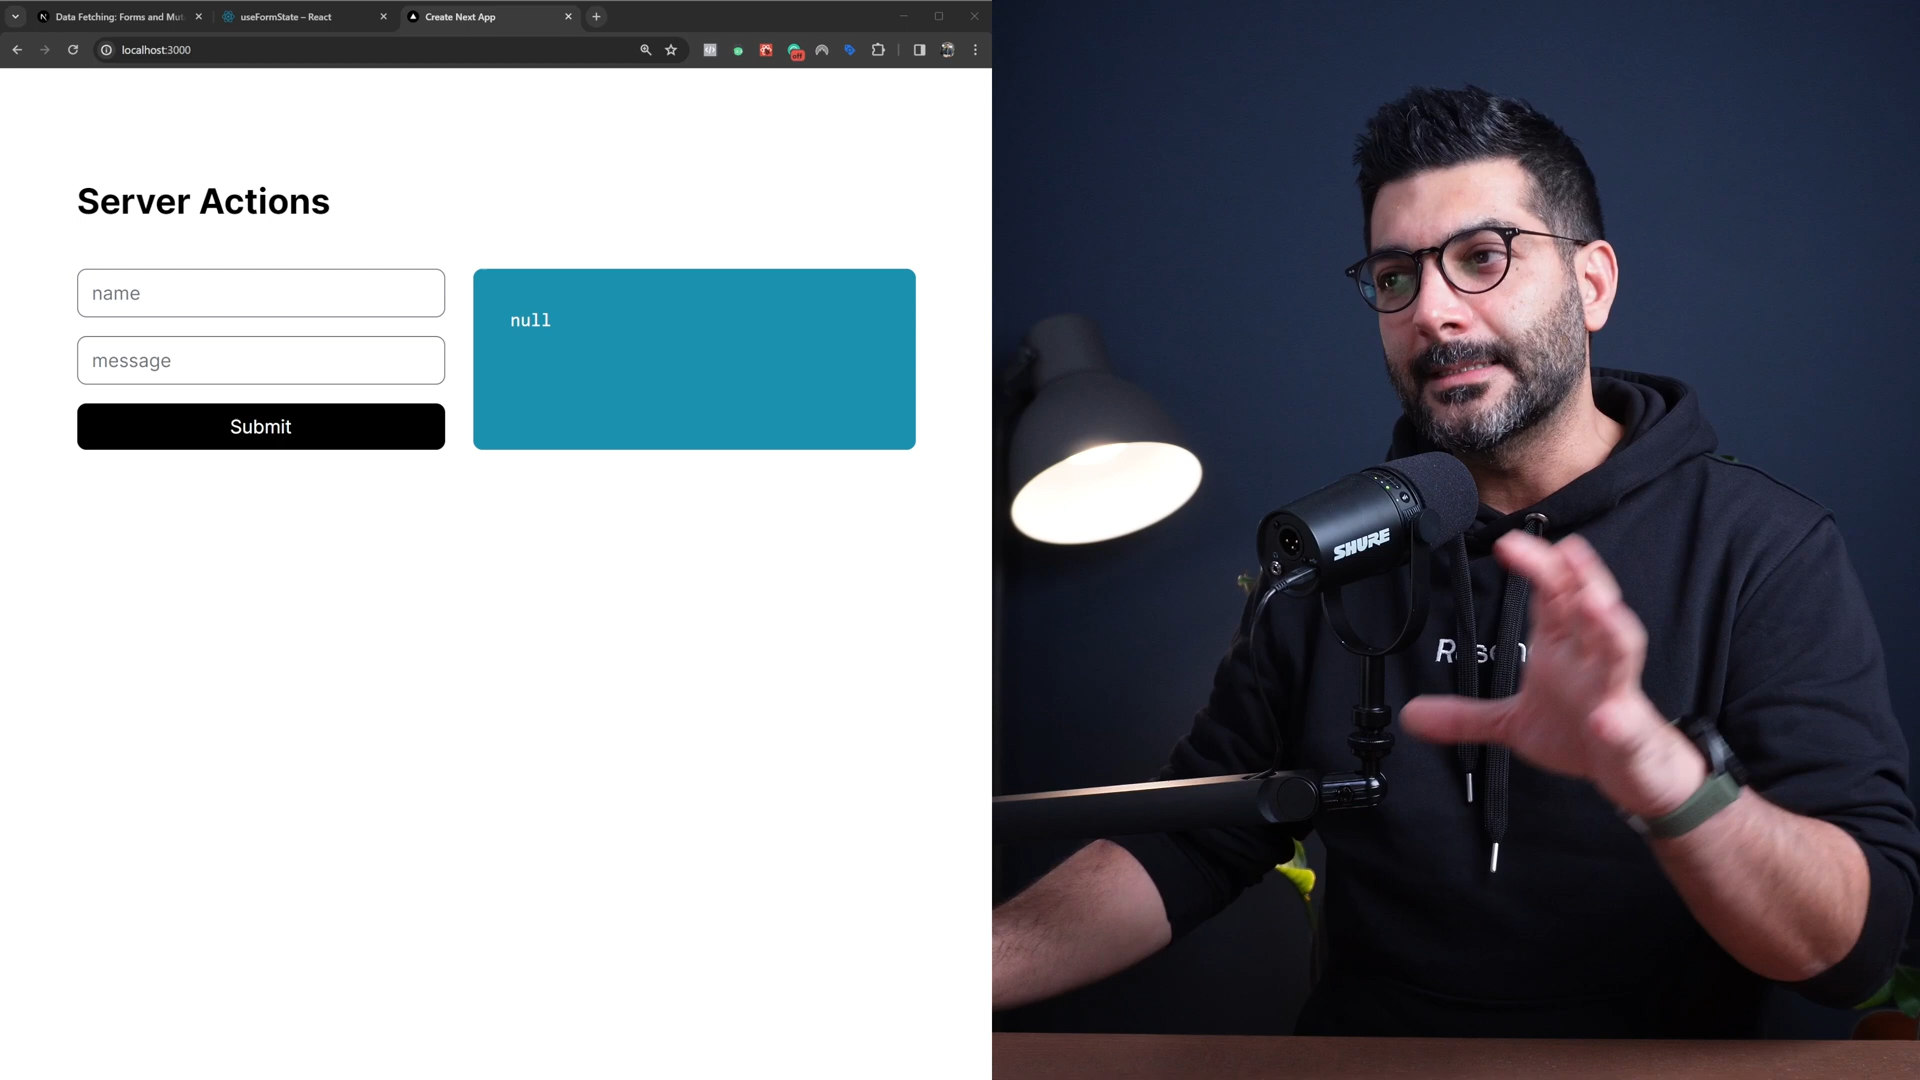 Data Fetching: Forms and Mut
useFormState – React
Create Next App
localhost:3000
off
Server Actions
name
message
Submit
null
SHURE